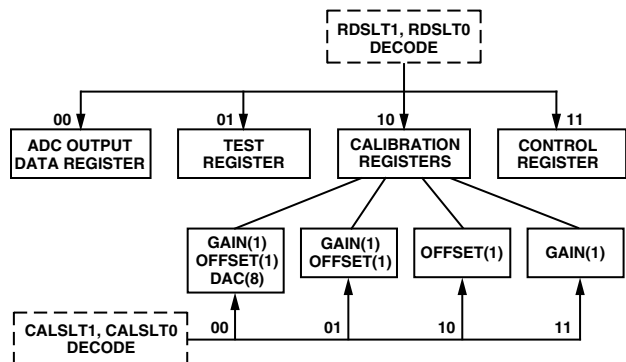 RDSLT1, RDSLT0
DECODE
00
01
10
11
ADC OUTPUT
DATA REGISTER
TEST
REGISTER
CALIBRATION
REGISTERS
CONTROL
REGISTER
GAIN(1)
OFFSET(1)
DAC(8)
GAIN(1)
OFFSET(1)
OFFSET(1)
GAIN(1)
CALSLT1, CALSLT0
DECODE
00
01
10
11